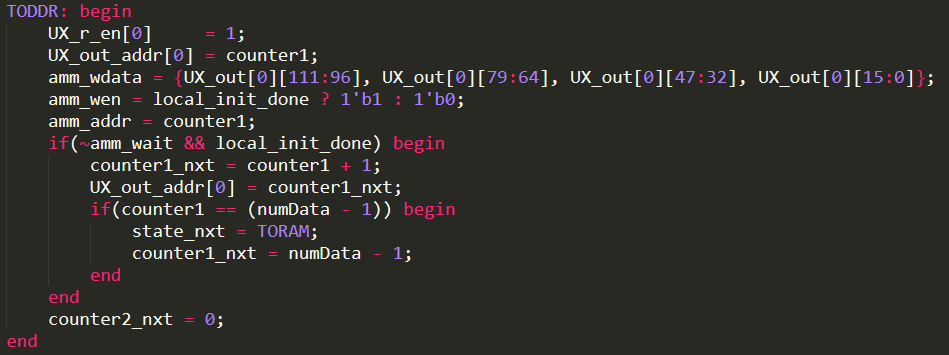 TODDR: begin
    UX_r_en[0]     = 1;
    UX_out_addr[0] = counter1;
    amm_wdata = {UX_out[0][111:96], UX_out[0][79:64], UX_out[0][47:32], UX_out[0][15:0]};
    amm_wen = local_init_done ? 1'b1 : 1'b0;
    amm_addr = counter1;
    if(~amm_wait && local_init_done) begin
        counter1_nxt = counter1 + 1;
        UX_out_addr[0] = counter1_nxt;
        if(counter1 == (numData - 1)) begin
            state_nxt = TORAM;
            counter1_nxt = numData - 1;
        end
    end
    counter2_nxt = 0;
end